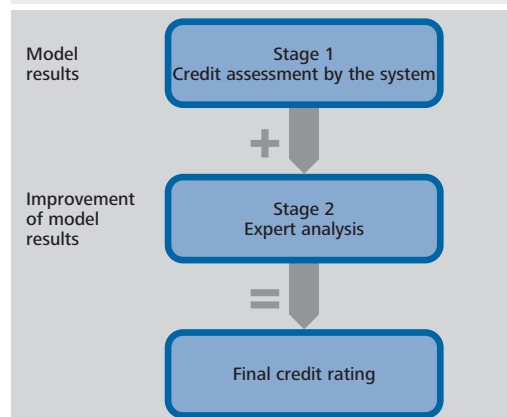 Model
results
Stage 1
Credit assessment by the system
+
Improvement
of model
results
Stage 2
Expert analysis
=
Final credit rating